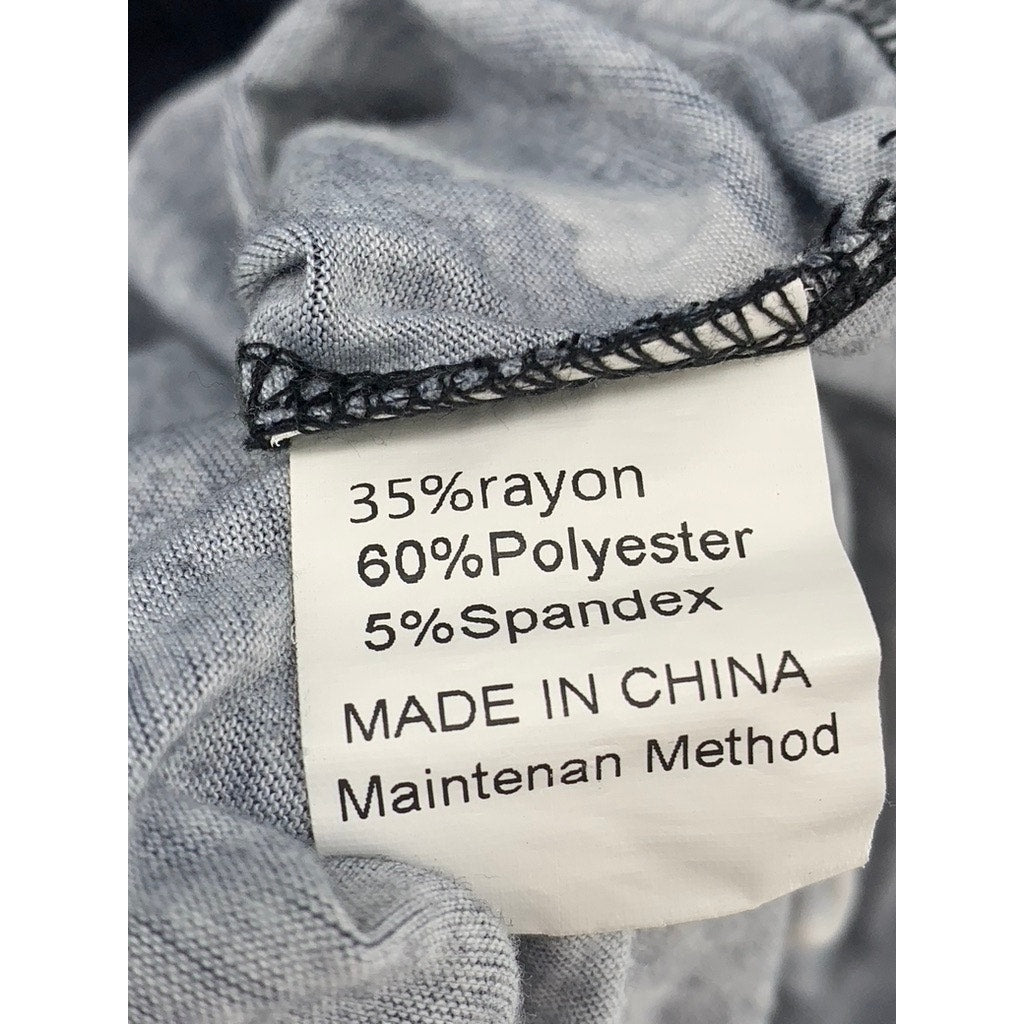 35%rayon
60%Polyester
5%Spandex
MADE IN CHINA
Maintenan Method